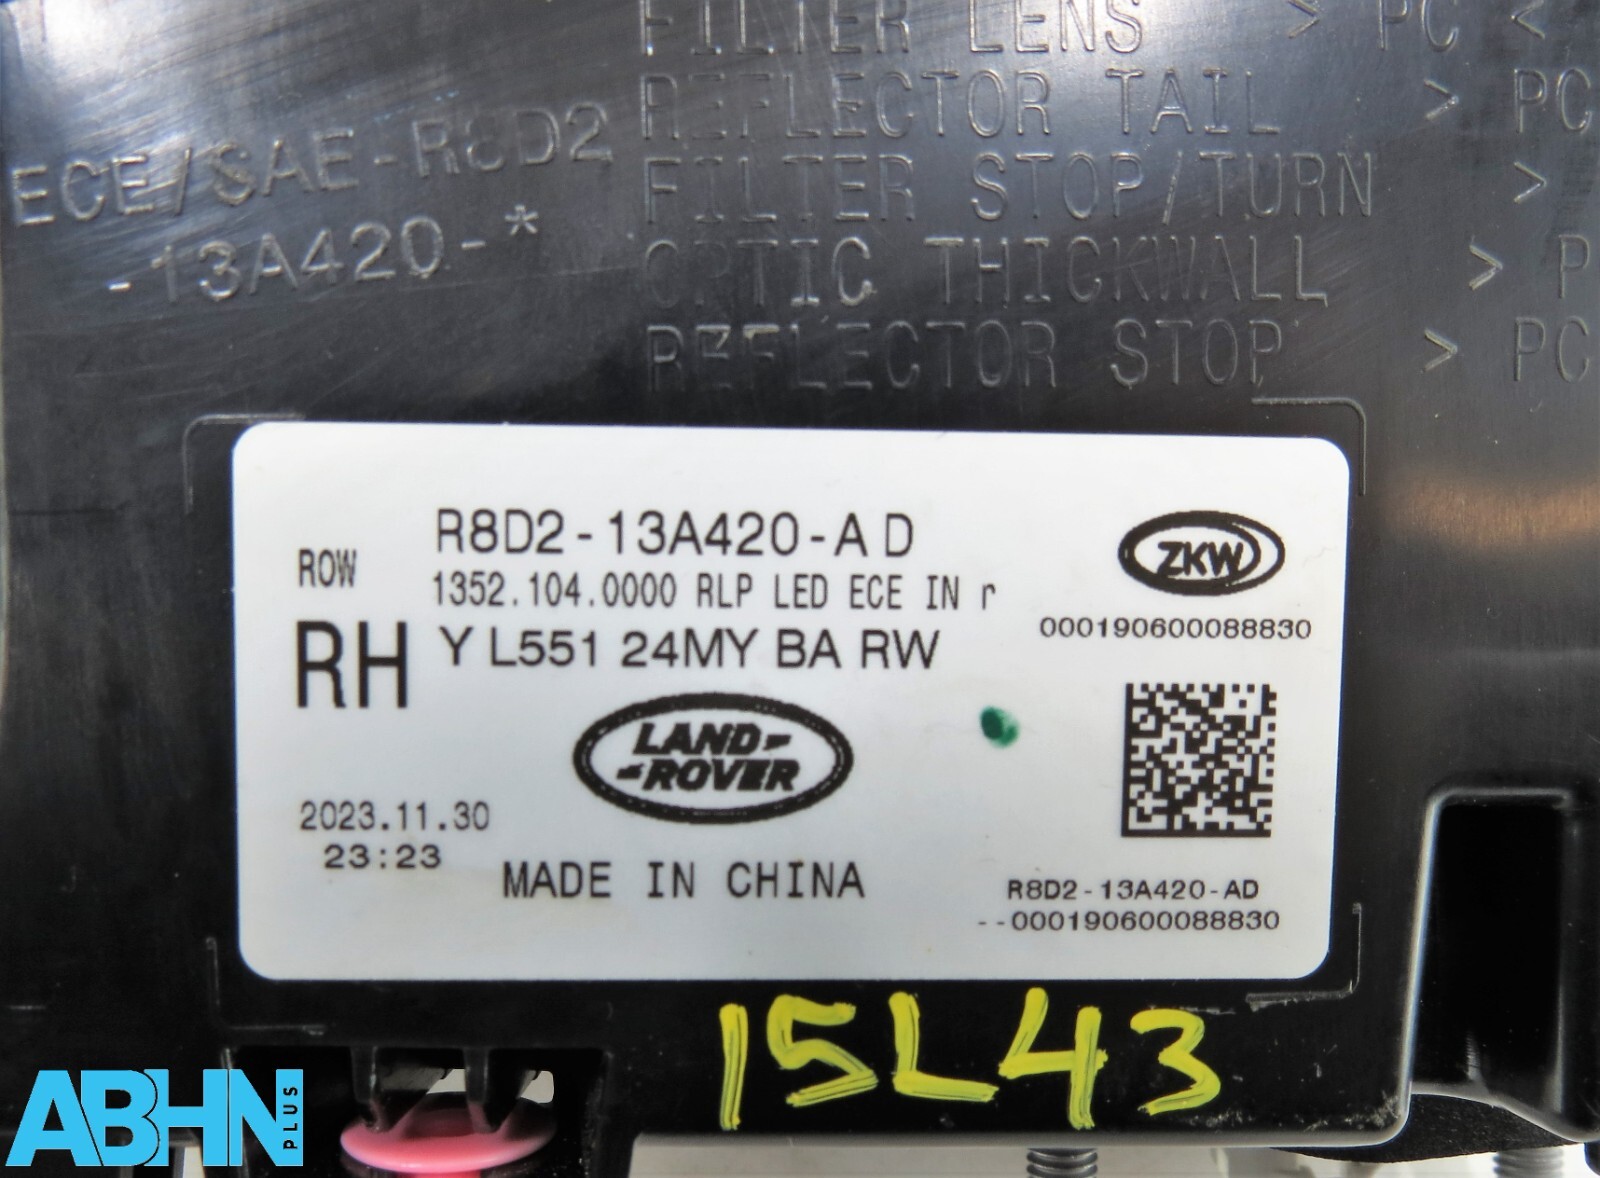 FILTER LENS > PC <
REFLECTOR TAIL > PC
FILTER STOP/TURN >
OPTIC THICKWALL > P
REFLECTOR STOP > PC
ECE/SAE-R8D2
-13A420-*
ROW
RH
R8D2-13A420-AD
1352.104.0000 RLP LED ECE IN r
Y L551 24MY BA RW
ZKW
000190600088830
LAND-
-ROVER
2023.11.30
23:23
MADE IN CHINA
R8D2-13A420-AD
--000190600088830
15L43
ABHN
PLUS